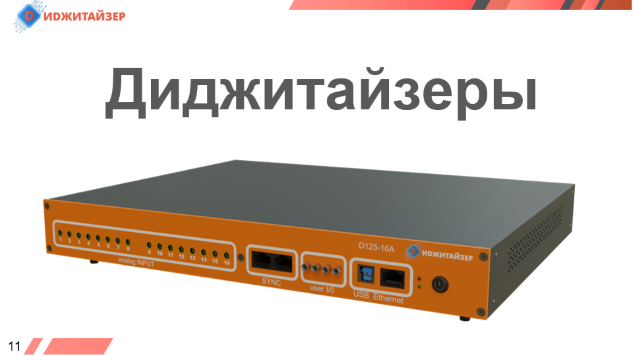 ДИДЖИТАЙЗЕР
Диджитайзеры
D125-16A
ДИДЖИТАЙЗЕР
1 2 3 4 5 6 7 8 9 10 11 12 13 14 15 16
analog INPUT
SYNC
user I/0
USB Ethernet
11